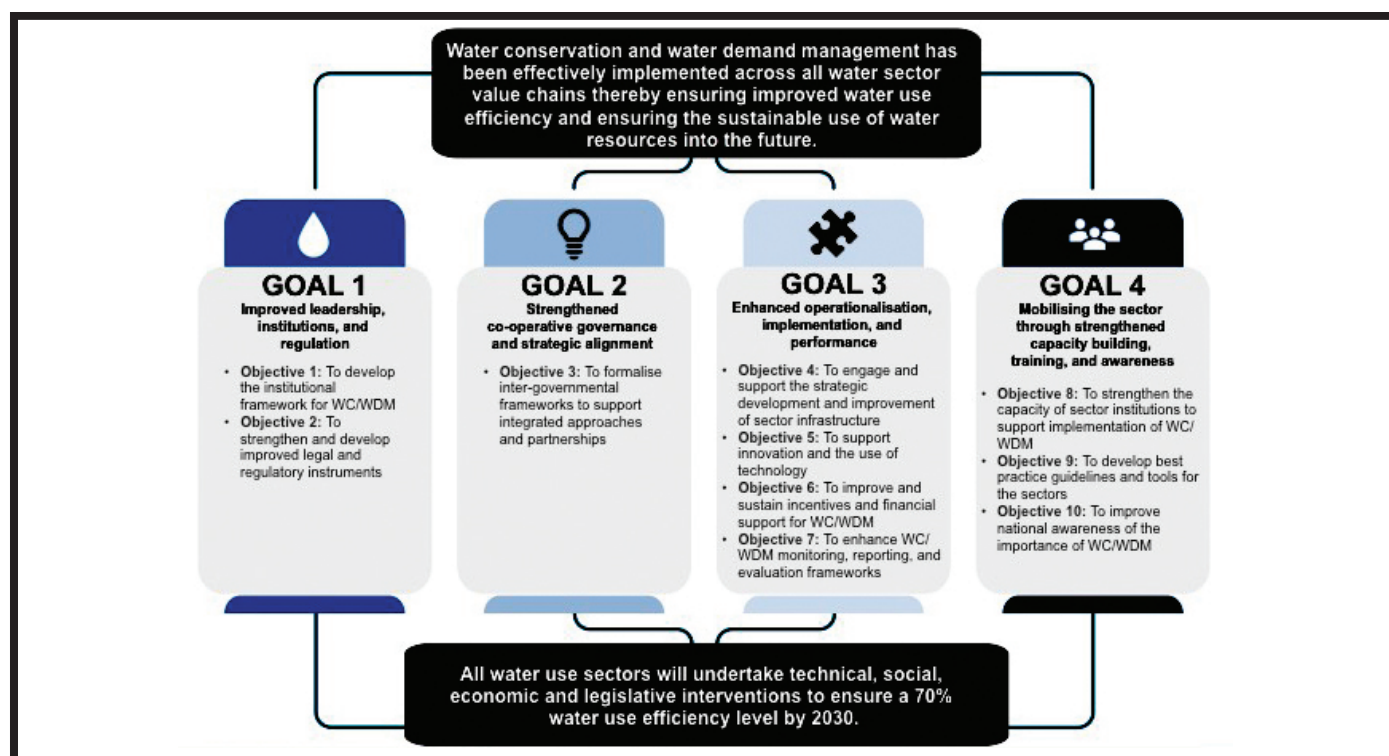 Water conservation and water demand management has
been effectively implemented across all water sector
value chains thereby ensuring improved water use
efficiency and ensuring the sustainable use of water
resources into the future.
GOAL 1
Improved leadership,
institutions, and
regulation
• Objective 1: To develop
the institutional
framework for WC/WDM
• Objective 2: To
strengthen and develop
improved legal and
regulatory instruments
GOAL 2
Strengthened
co-operative governance
and strategic alignment
• Objective 3: To formalise
inter-governmental
frameworks to support
integrated approaches
and partnerships
GOAL 3
Enhanced operationalisation,
implementation, and
performance
• Objective 4: To engage and
support the strategic
development and improvement
of sector infrastructure
• Objective 5: To support
innovation and the use of
technology
• Objective 6: To improve and
sustain incentives and financial
support for WC/WDM
• Objective 7: To enhance WC/
WDM monitoring, reporting, and
evaluation frameworks
GOAL 4
Mobilising the sector
through strengthened
capacity building,
training, and awareness
• Objective 8: To strengthen the
capacity of sector institutions to
support implementation of WC/
WDM
• Objective 9: To develop best
practice guidelines and tools for
the sectors
• Objective 10: To improve
national awareness of the
importance of WC/WDM
All water use sectors will undertake technical, social,
economic and legislative interventions to ensure a 70%
water use efficiency level by 2030.